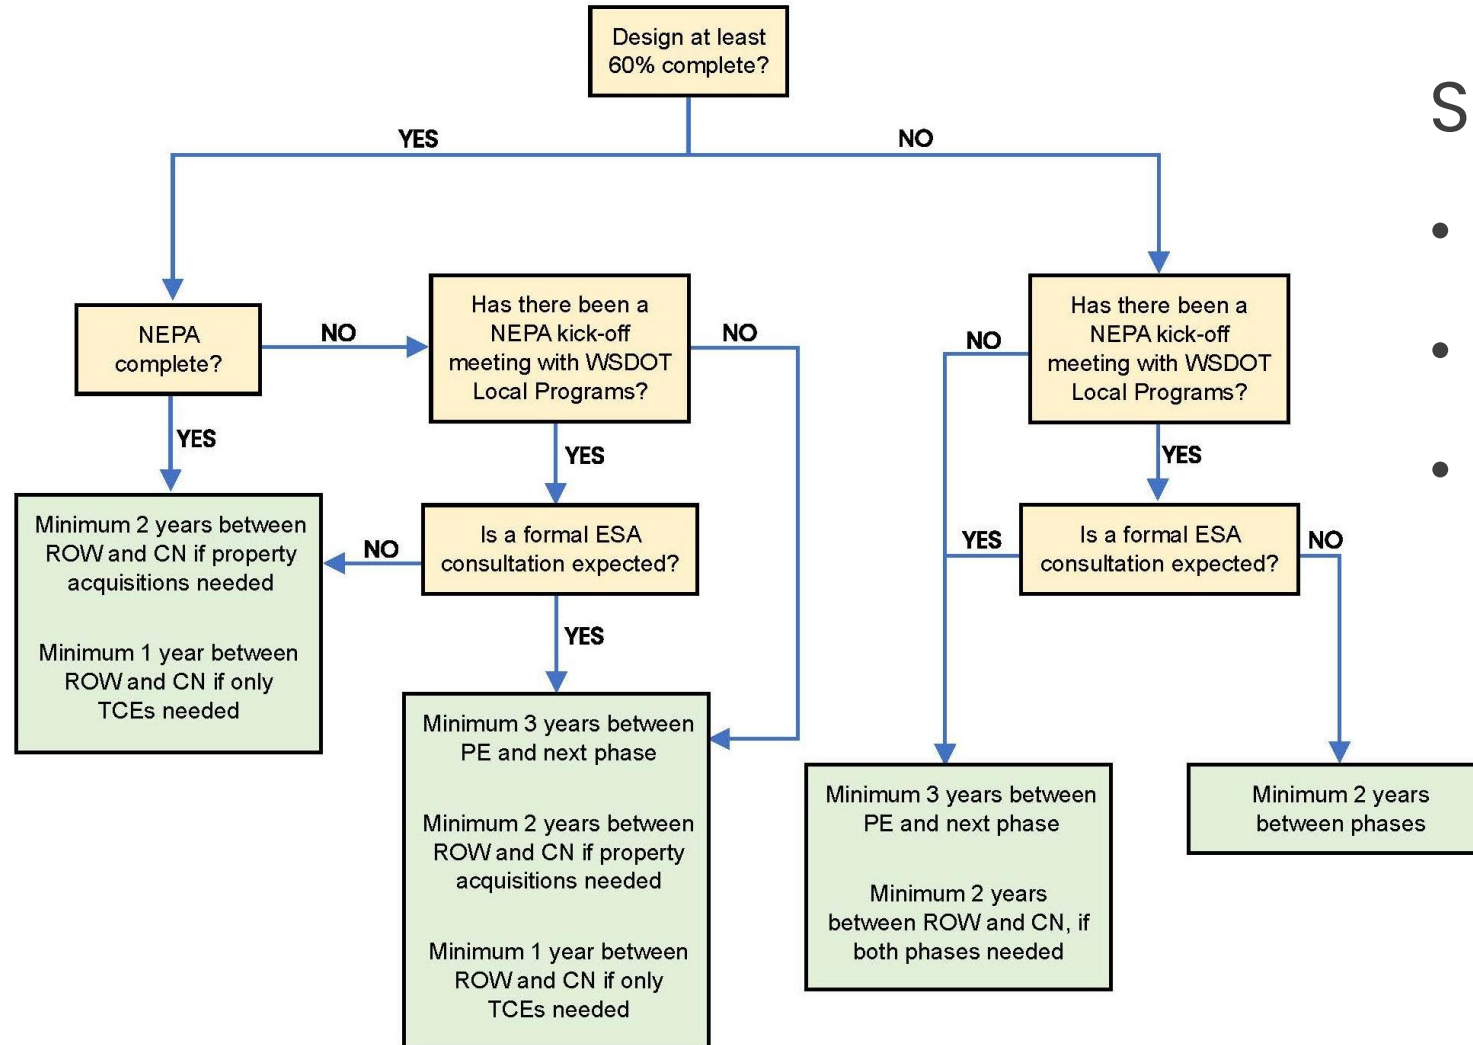 Design at least
60% complete?
S
YES
NO
NEPA
complete?
NO
Has there been a
NEPA kick-off
meeting with WSDOT
Local Programs?
NO
NO
Has there been a
NEPA kick-off
meeting with WSDOT
Local Programs?
YES
YES
YES
Minimum 2 years between
ROW and CN if property
acquisitions needed
Minimum 1 year between
ROW and CN if only
TCEs needed
NO
Is a formal ESA
consultation expected?
YES
Is a formal ESA
consultation expected?
NO
YES
Minimum 3 years between
PE and next phase
Minimum 2 years between
ROW and CN if property
acquisitions needed
Minimum 1 year between
ROW and CN if only
TCEs needed
Minimum 3 years between
PE and next phase
Minimum 2 years
between ROW and CN, if
both phases needed
Minimum 2 years
between phases